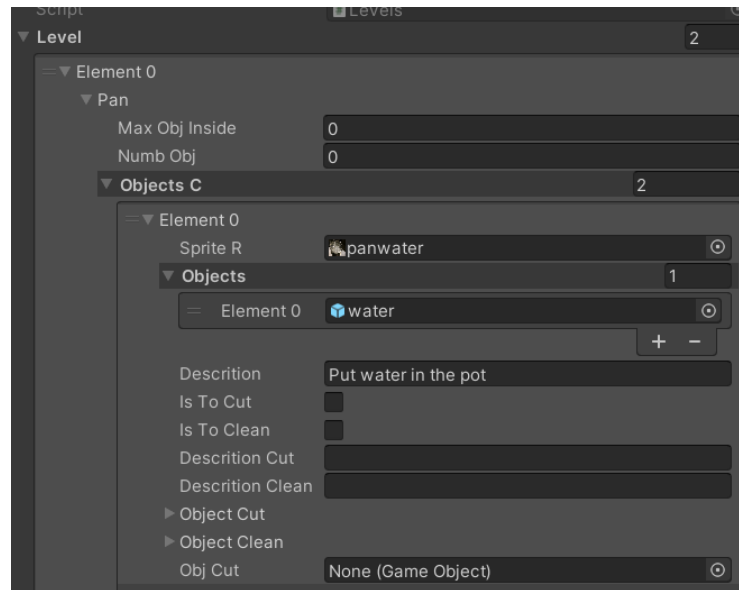 Script Levels
Level 2
Element 0
Pan
Max Obj Inside 0
Numb Obj 0
Objects C 2
Element 0
Sprite R panwater
Objects 1
Element 0 water
+ -
Descrition Put water in the pot
Is To Cut
Is To Clean
Descrition Cut
Descrition Clean
Object Cut
Object Clean
Obj Cut None (Game Object)